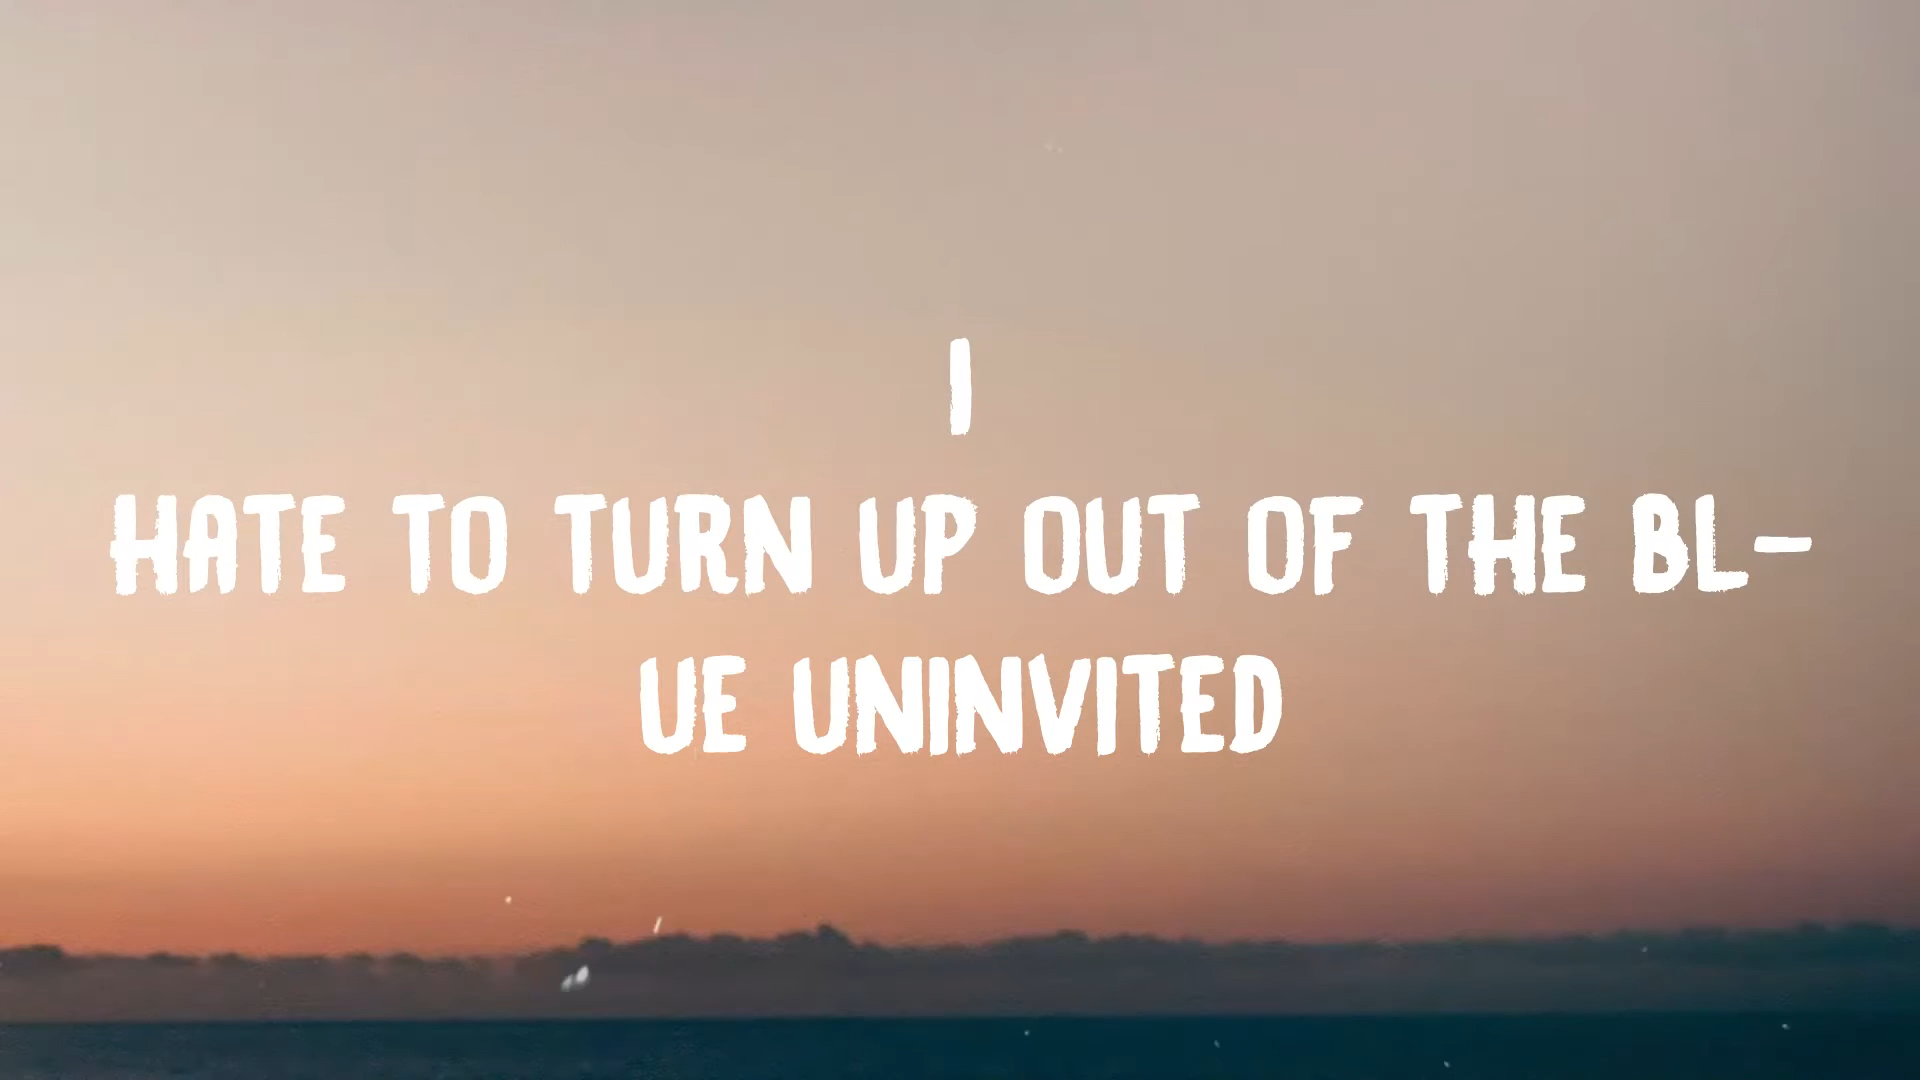 I
HATE TO TURN UP OUT OF THE BL-
UE UNINVITED